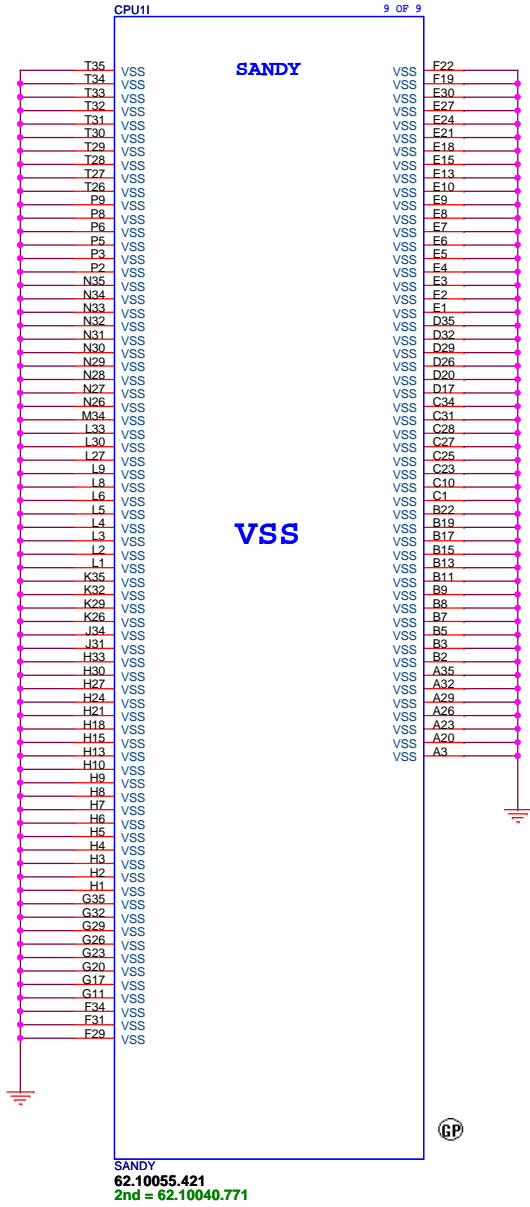 CPU1I 9 OF 9
SANDY
T35 VSS VSS F22
T34 VSS VSS F19
T33 VSS VSS E30
T32 VSS VSS E27
T31 VSS VSS E24
T30 VSS VSS E21
T29 VSS VSS E18
T28 VSS VSS E15
T27 VSS VSS E13
T26 VSS VSS E10
P9 VSS VSS E9
P8 VSS VSS E8
P6 VSS VSS E7
P5 VSS VSS E6
P3 VSS VSS E5
P2 VSS VSS E4
N35 VSS VSS E3
N34 VSS VSS E2
N33 VSS VSS E1
N32 VSS VSS D35
N31 VSS VSS D32
N30 VSS VSS D29
N29 VSS VSS D26
N28 VSS VSS D20
N27 VSS VSS D17
N26 VSS VSS C34
M34 VSS VSS C31
L33 VSS VSS C28
L30 VSS VSS C27
L27 VSS VSS C25
L9 VSS VSS C23
L8 VSS VSS C10
L6 VSS VSS C1
L5 VSS VSS B22
L4 VSS VSS B19
VSS
L3 VSS VSS B17
L2 VSS VSS B15
L1 VSS VSS B13
K35 VSS VSS B11
K32 VSS VSS B9
K29 VSS VSS B8
K26 VSS VSS B7
J34 VSS VSS B5
J31 VSS VSS B3
H33 VSS VSS B2
H30 VSS VSS A35
H27 VSS VSS A32
H24 VSS VSS A29
H21 VSS VSS A26
H18 VSS VSS A23
H15 VSS VSS A20
H13 VSS VSS A3
H10 VSS
H9 VSS
H8 VSS
H7 VSS
H6 VSS
H5 VSS
H4 VSS
H3 VSS
H2 VSS
H1 VSS
G35 VSS
G32 VSS
G29 VSS
G26 VSS
G23 VSS
G20 VSS
G17 VSS
G11 VSS
F34 VSS
F31 VSS
F29 VSS
GP
SANDY
62.10055.421
2nd = 62.10040.771